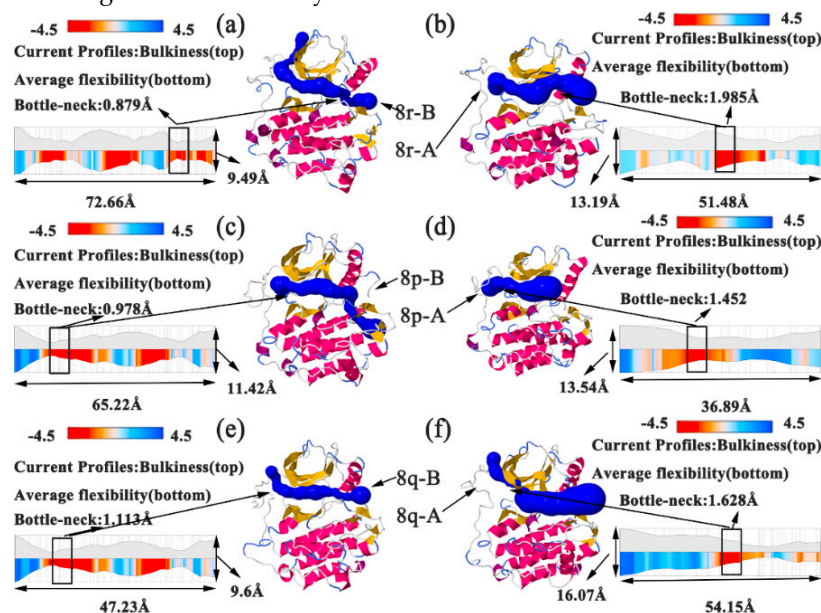 -4.5 4.5
Current Profiles:Bulkiness(top)
Average flexibility(bottom)
Bottle-neck:0.879Å
72.66Å
9.49Å
(a)
8r-B
(b)
8r-A
-4.5 4.5
Current Profiles:Bulkiness(top)
Average flexibility(bottom)
Bottle-neck:1.985Å
13.19Å
51.48Å
-4.5 4.5
Current Profiles:Bulkiness(top)
Average flexibility(bottom)
Bottle-neck:0.978Å
65.22Å
11.42Å
(c)
8p-B
(d)
8p-A
-4.5 4.5
Current Profiles:Bulkiness(top)
Average flexibility(bottom)
Bottle-neck:1.452
13.54Å
36.89Å
-4.5 4.5
Current Profiles:Bulkiness(top)
Average flexibility(bottom)
Bottle-neck:1.113Å
47.23Å
9.6Å
(e)
8q-B
(f)
8q-A
-4.5 4.5
Current Profiles:Bulkiness(top)
Average flexibility(bottom)
Bottle-neck:1.628Å
16.07Å
54.15Å